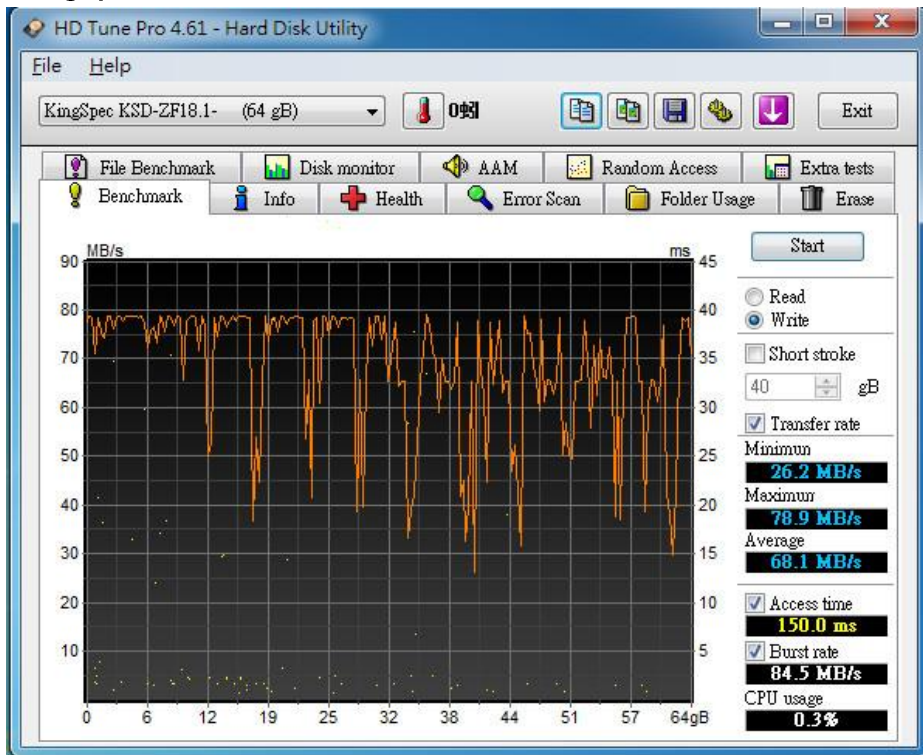 HD Tune Pro 4.61 - Hard Disk Utility
File Help
KingSpec KSD-ZF18.1- (64 gB)
Exit
File Benchmark Disk monitor AAM Random Access Extra tests
Benchmark Info Health Error Scan Folder Usage Erase
Start
MB/s ms
90 45
80 40
70 35
60 30
50 25
40 20
30 15
20 10
10 5
0 6 12 19 25 32 38 44 51 57 64gB
Read
Write
Short stroke
40 gB
Transfer rate
Minimun
26.2 MB/s
Maximun
78.9 MB/s
Average
68.1 MB/s
Access time
150.0 ms
Burst rate
84.5 MB/s
CPU usage
0.3%